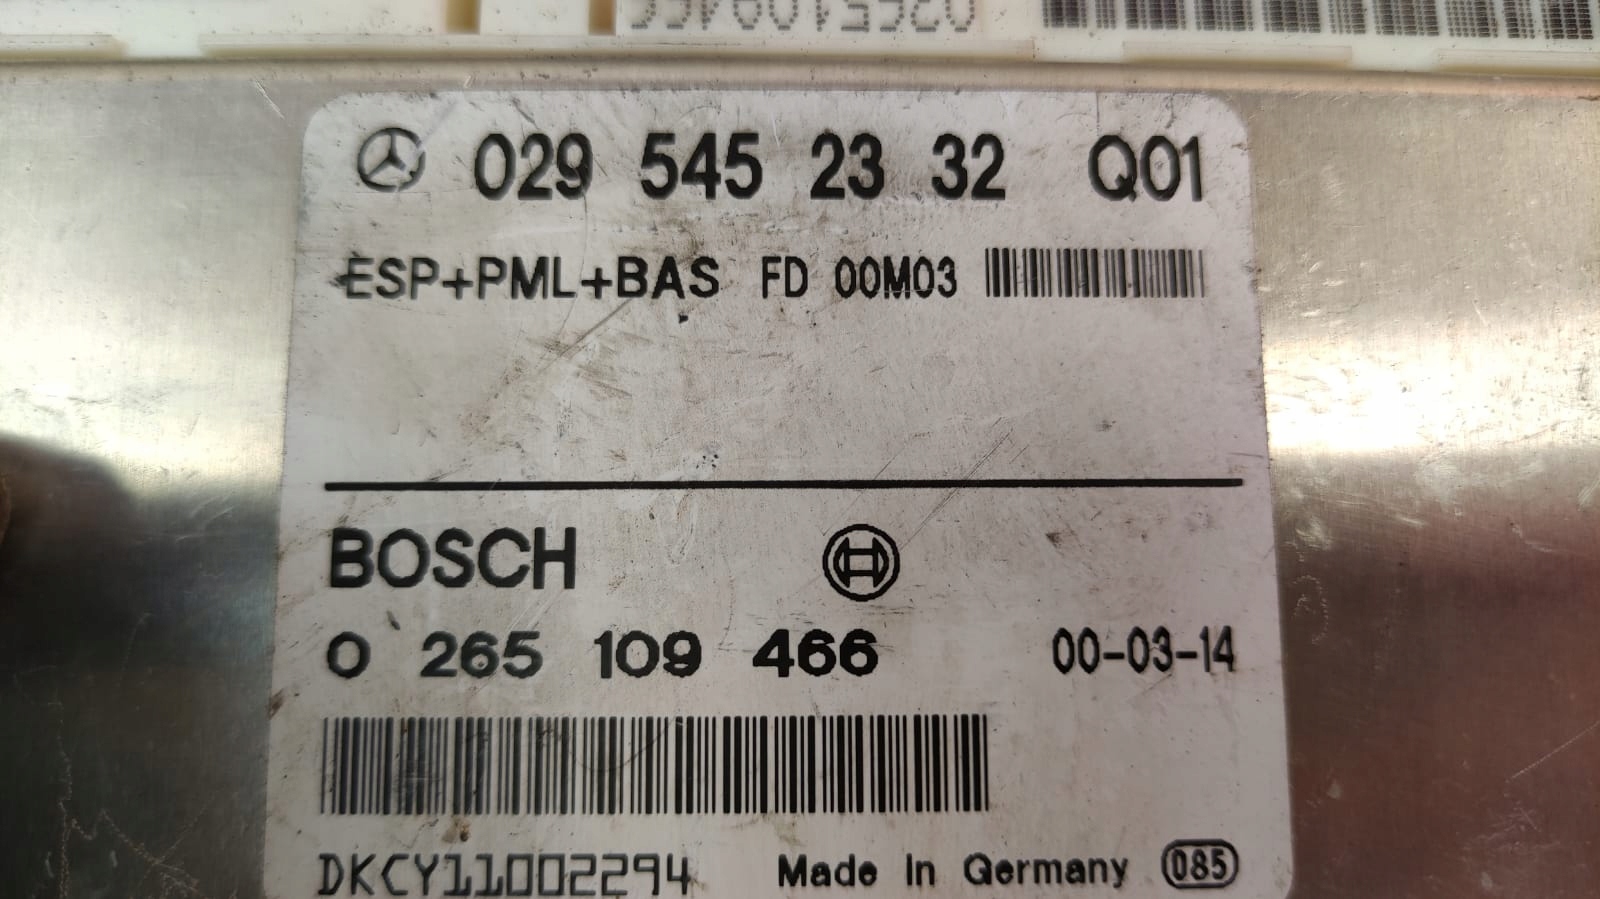 0265109466
029 545 23 32 Q01
ESP+PML+BAS FD 00M03
BOSCH
0 265 109 466 00-03-14
DKCY11002294 Made In Germany 085